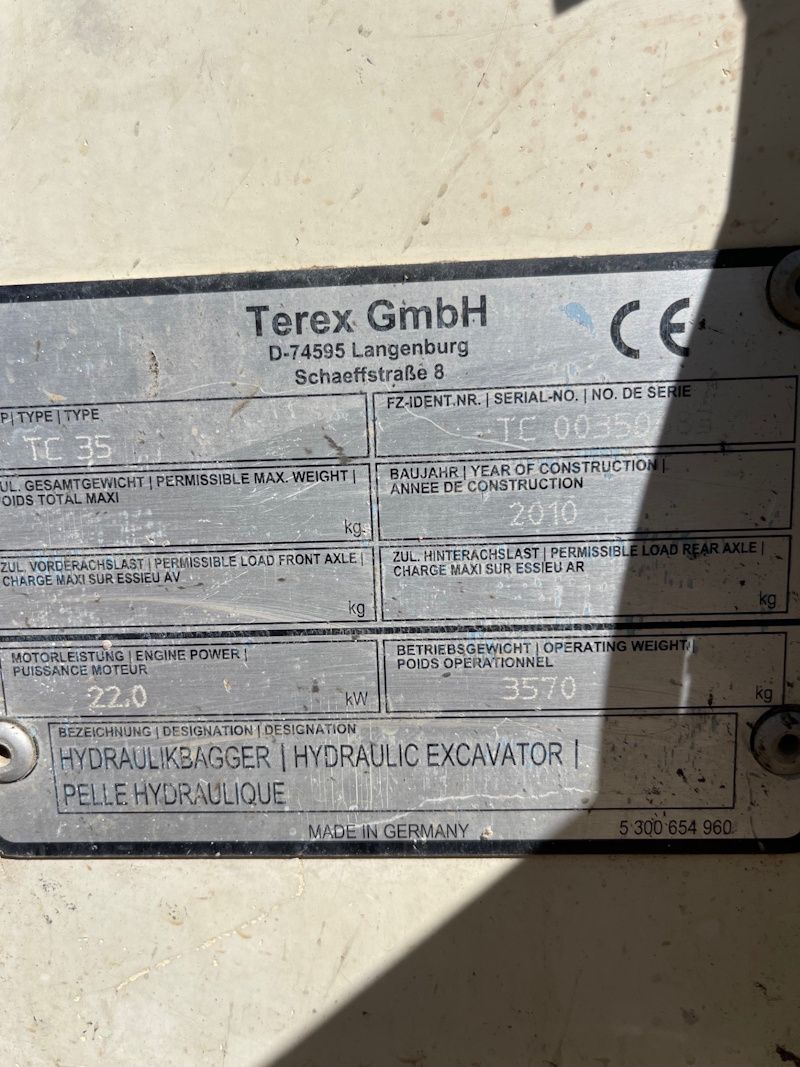 Terex GmbH
CE
D-74595 Langenburg
Schaeffstraße 8
P | TYPE | TYPE
TC 35
FZ-IDENT.NR. | SERIAL-NO. | NO. DE SERIE
TC 00350
UL. GESAMTGEWICHT | PERMISSIBLE MAX. WEIGHT |
OIDS TOTAL MAXI
kg
BAUJAHR | YEAR OF CONSTRUCTION |
ANNEE DE CONSTRUCTION
2010
ZUL. VORDERACHSLAST | PERMISSIBLE LOAD FRONT AXLE |
CHARGE MAXI SUR ESSIEU AV
kg
ZUL. HINTERACHSLAST | PERMISSIBLE LOAD REAR AXLE |
CHARGE MAXI SUR ESSIEU AR
kg
MOTORLEISTUNG | ENGINE POWER |
PUISSANCE MOTEUR
22.0 kW
BETRIEBSGEWICHT | OPERATING WEIGHT |
POIDS OPERATIONNEL
3570 kg
BEZEICHNUNG | DESIGNATION | DESIGNATION
HYDRAULIKBAGGER | HYDRAULIC EXCAVATOR |
PELLE HYDRAULIQUE
MADE IN GERMANY 5 300 654 960